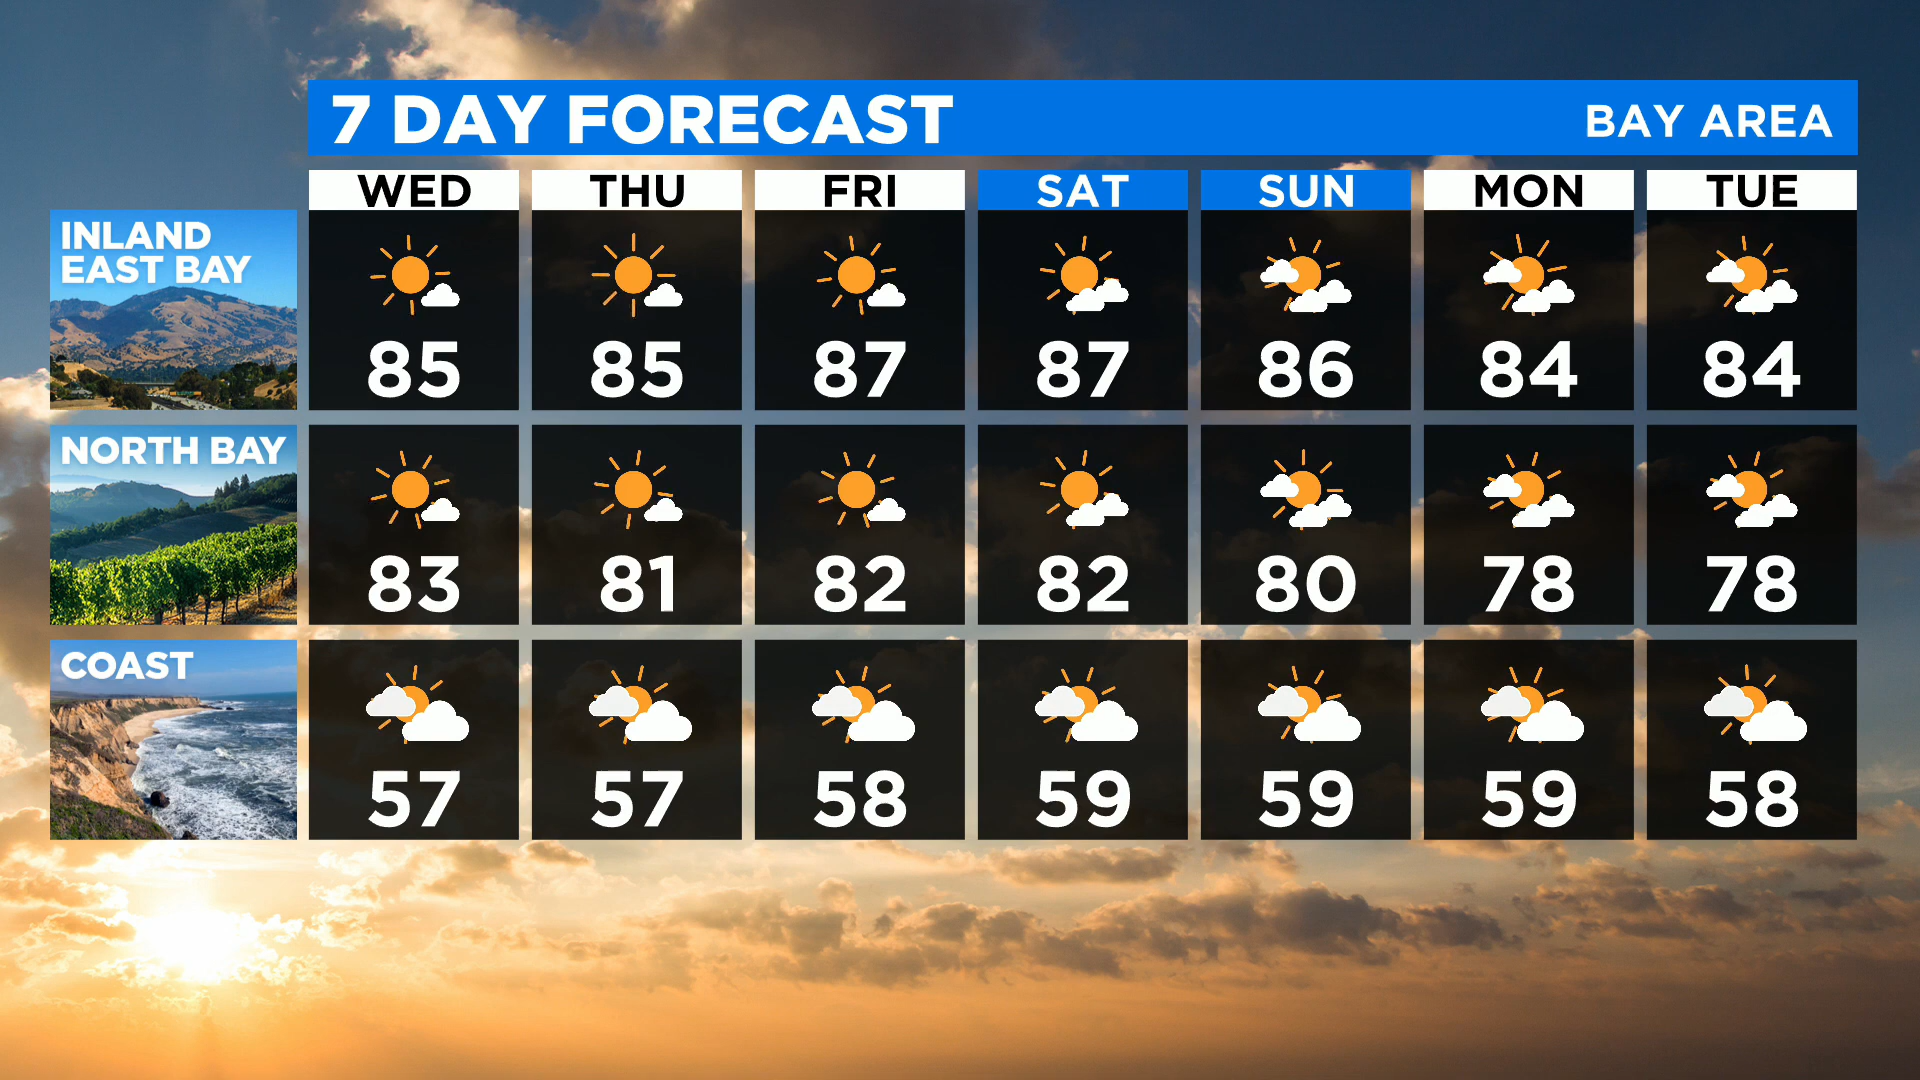 7 DAY FORECAST
BAY AREA
WED THU FRI SAT SUN MON TUE
INLAND
EAST BAY
85 85 87 87 86 84 84
NORTH BAY
83 81 82 82 80 78 78
COAST
57 57 58 59 59 59 58